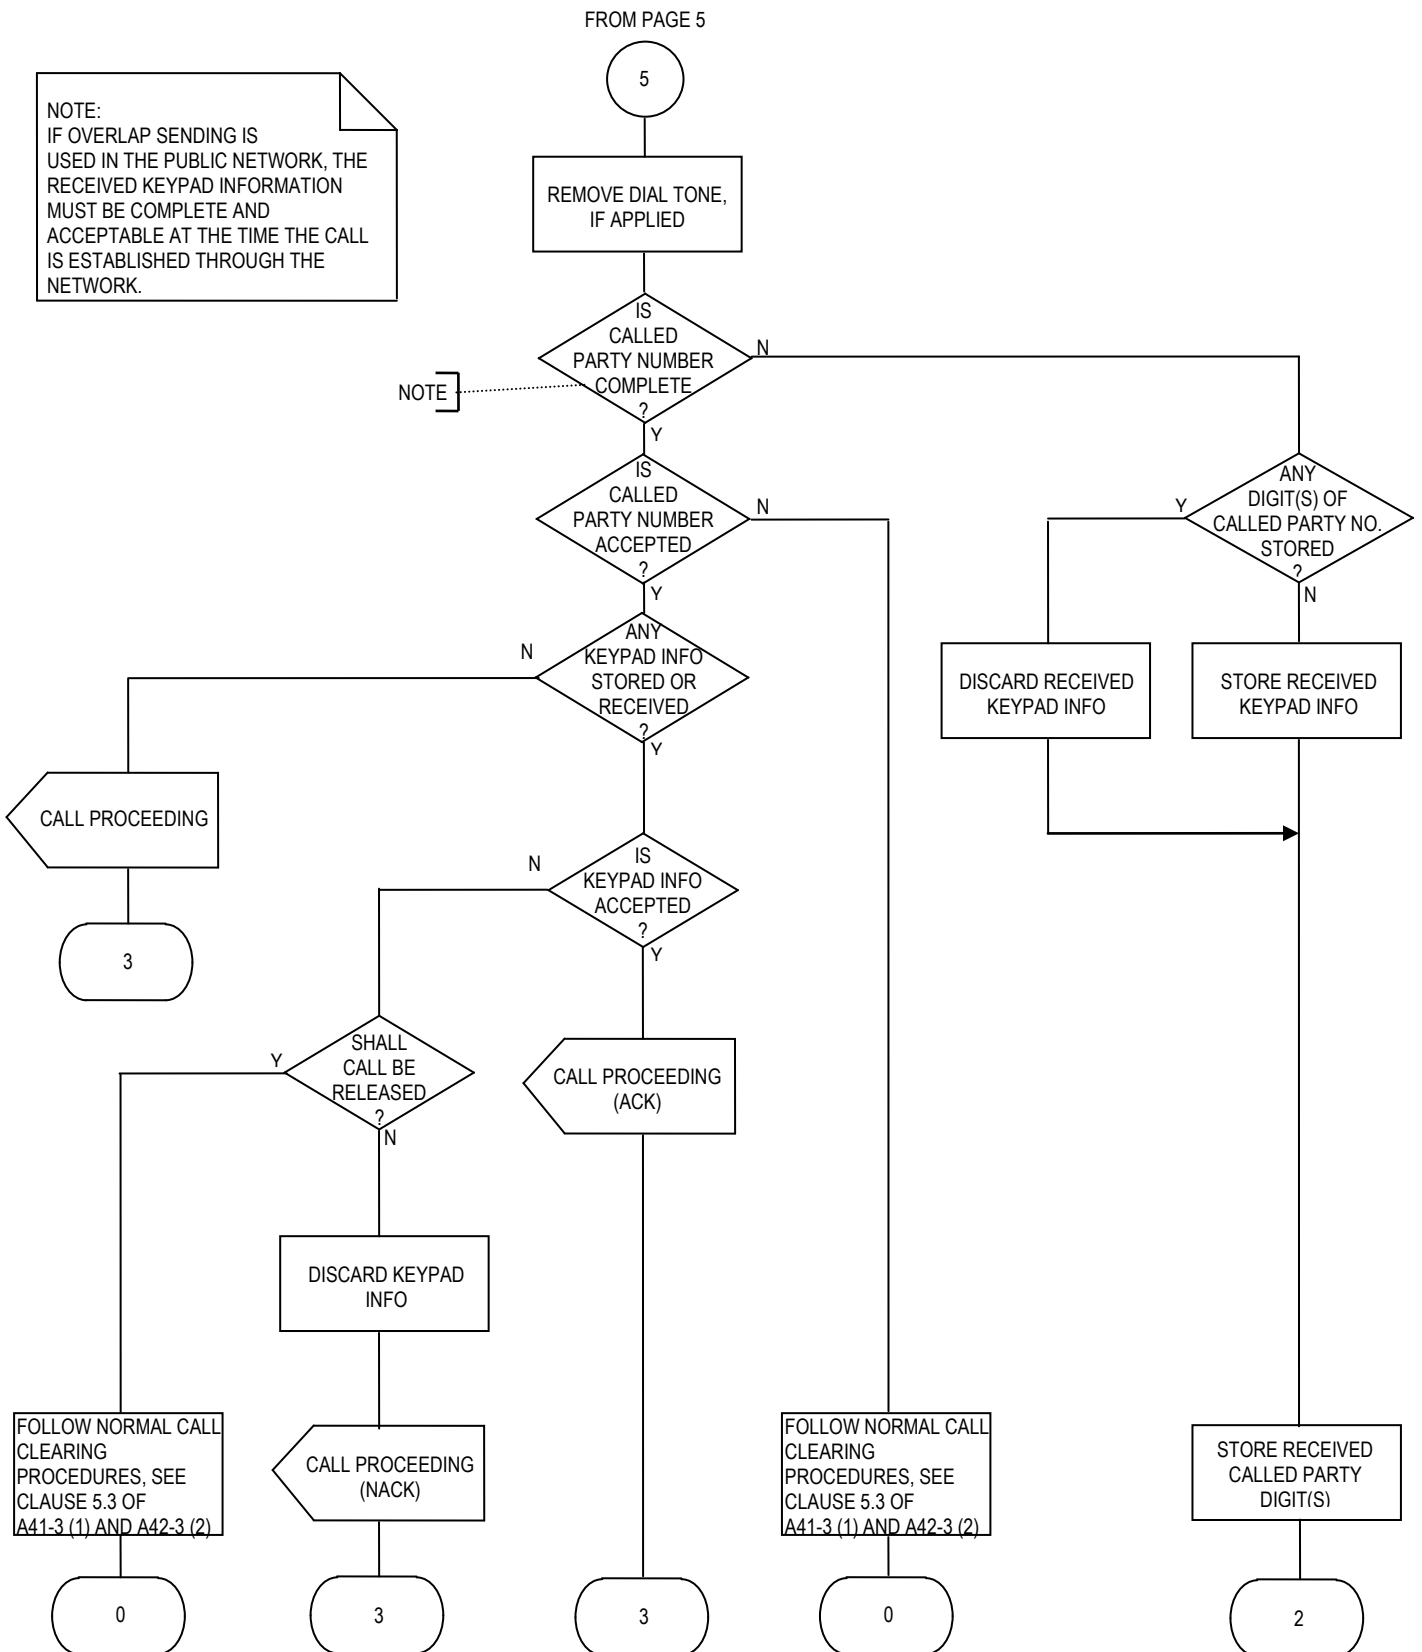 FROM PAGE 5
5
NOTE:
IF OVERLAP SENDING IS
USED IN THE PUBLIC NETWORK, THE
RECEIVED KEYPAD INFORMATION
MUST BE COMPLETE AND
ACCEPTABLE AT THE TIME THE CALL
IS ESTABLISHED THROUGH THE
NETWORK.
REMOVE DIAL TONE,
IF APPLIED
IS
CALLED
PARTY NUMBER
COMPLETE
?
N
NOTE
Y
IS
CALLED
PARTY NUMBER
ACCEPTED
?
N
Y
ANY
DIGIT(S) OF
CALLED PARTY NO.
STORED
?
Y
N
ANY
KEYPAD INFO
STORED OR
RECEIVED
?
N
Y
DISCARD RECEIVED
KEYPAD INFO
STORE RECEIVED
KEYPAD INFO
CALL PROCEEDING
3
IS
KEYPAD INFO
ACCEPTED
?
N
Y
SHALL
CALL BE
RELEASED
?
Y
N
CALL PROCEEDING
(ACK)
DISCARD KEYPAD
INFO
FOLLOW NORMAL CALL
CLEARING
PROCEDURES, SEE
CLAUSE 5.3 OF
A41-3 (1) AND A42-3 (2)
CALL PROCEEDING
(NACK)
FOLLOW NORMAL CALL
CLEARING
PROCEDURES, SEE
CLAUSE 5.3 OF
A41-3 (1) AND A42-3 (2)
STORE RECEIVED
CALLED PARTY
DIGIT(S)
0
3
3
0
2